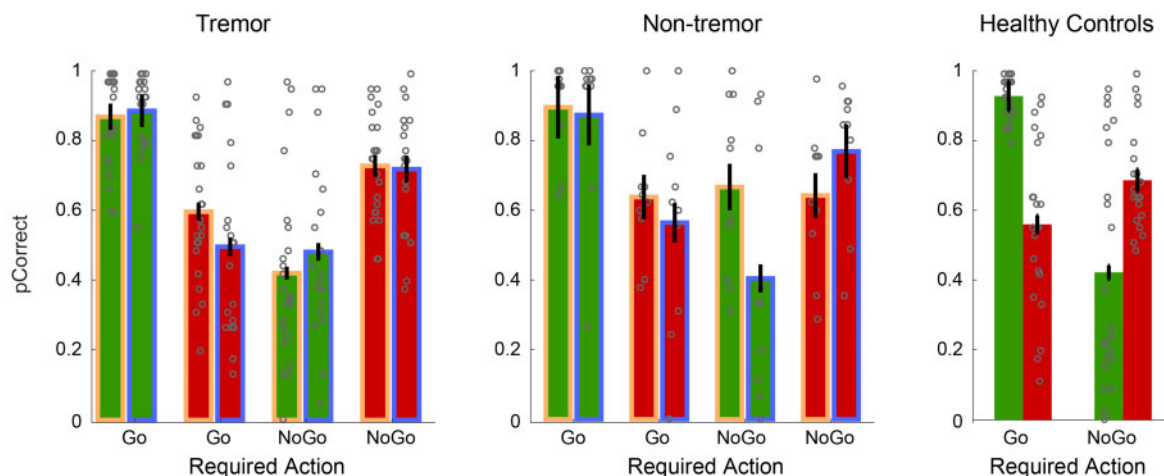 Tremor
Non-tremor
Healthy Controls
pCorrect
1
0.8
0.6
0.4
0.2
0
Go
Go
NoGo
NoGo
Required Action
1
0.8
0.6
0.4
0.2
0
Go
Go
NoGo
NoGo
Required Action
1
0.8
0.6
0.4
0.2
0
Go
NoGo
Required Action